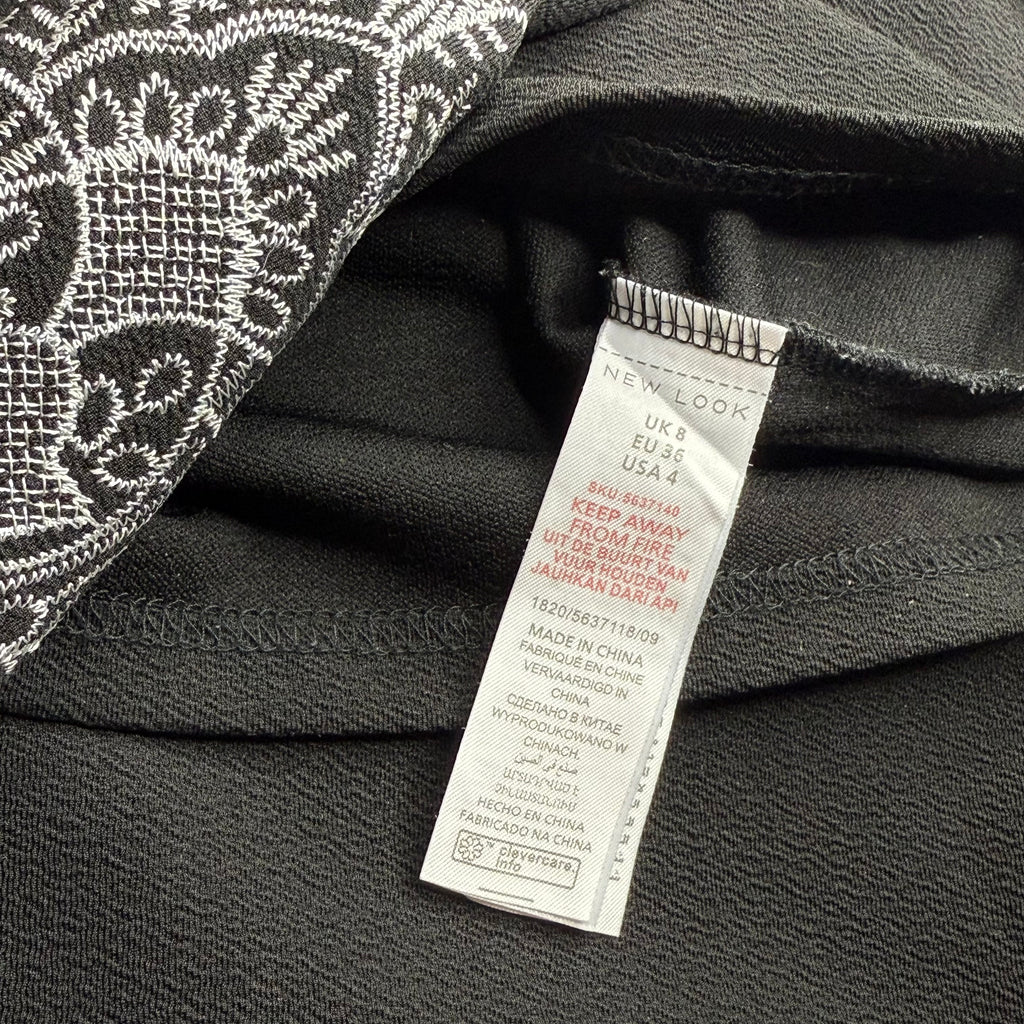 NEW LOOK
UK 8
EU 36
USA 4
SKU:5637140
KEEP AWAY
FROM FIRE
UIT DE BUURT VAN
VUUR HOUDEN
JAUHKAN DARI API
1820/5637118/09
MADE IN CHINA
FABRIQUÉ EN CHINE
VERVAARDIGD IN
CHINA
СДЕЛАНО В КИТАЕ
WYPRODUKOWANO W
CHINACH.
صنع في الصين
ԱՐՏԱԴՐՎԱԾ Է
ՉԻՆԱՍՏԱՆՈՒՄ
HECHO EN CHINA
FABRICADO NA CHINA
clevercare.
info